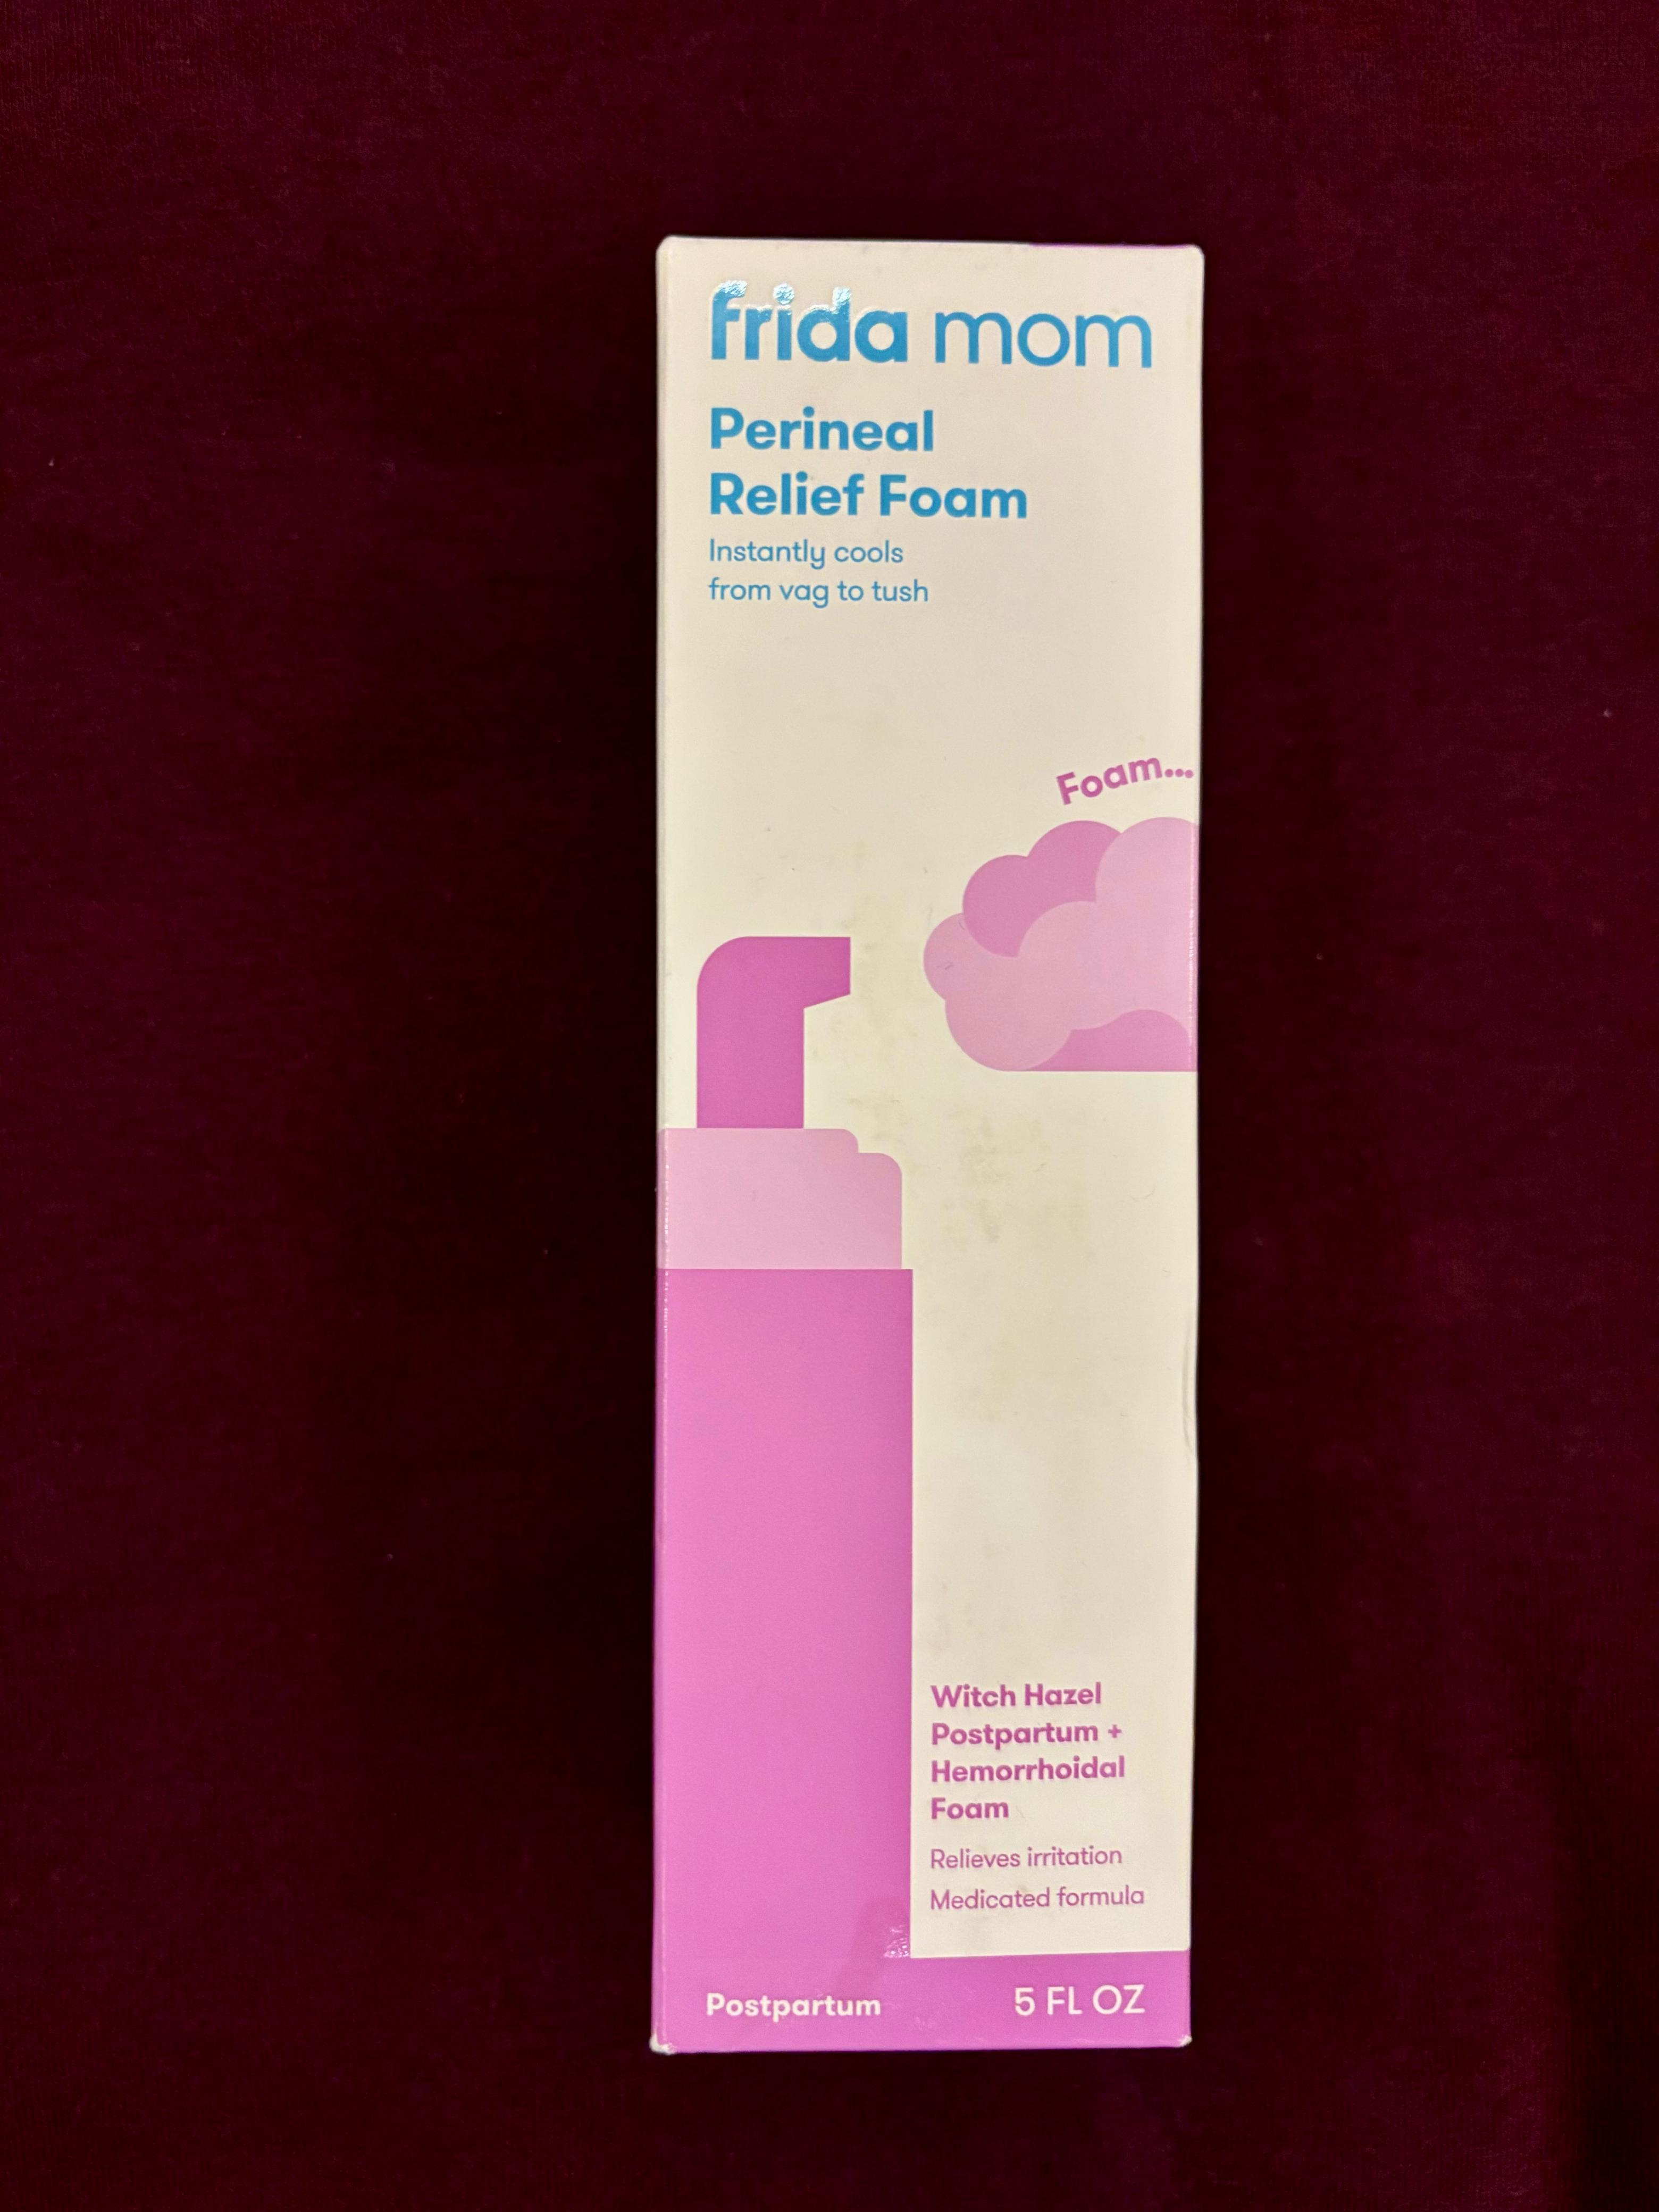 frida mom
Perineal
Relief Foam
Instantly cools
from vag to tush
Foam...
Witch Hazel
Postpartum +
Hemorrhoidal
Foam
Relieves irritation
Medicated formula
Postpartum 5 FL OZ